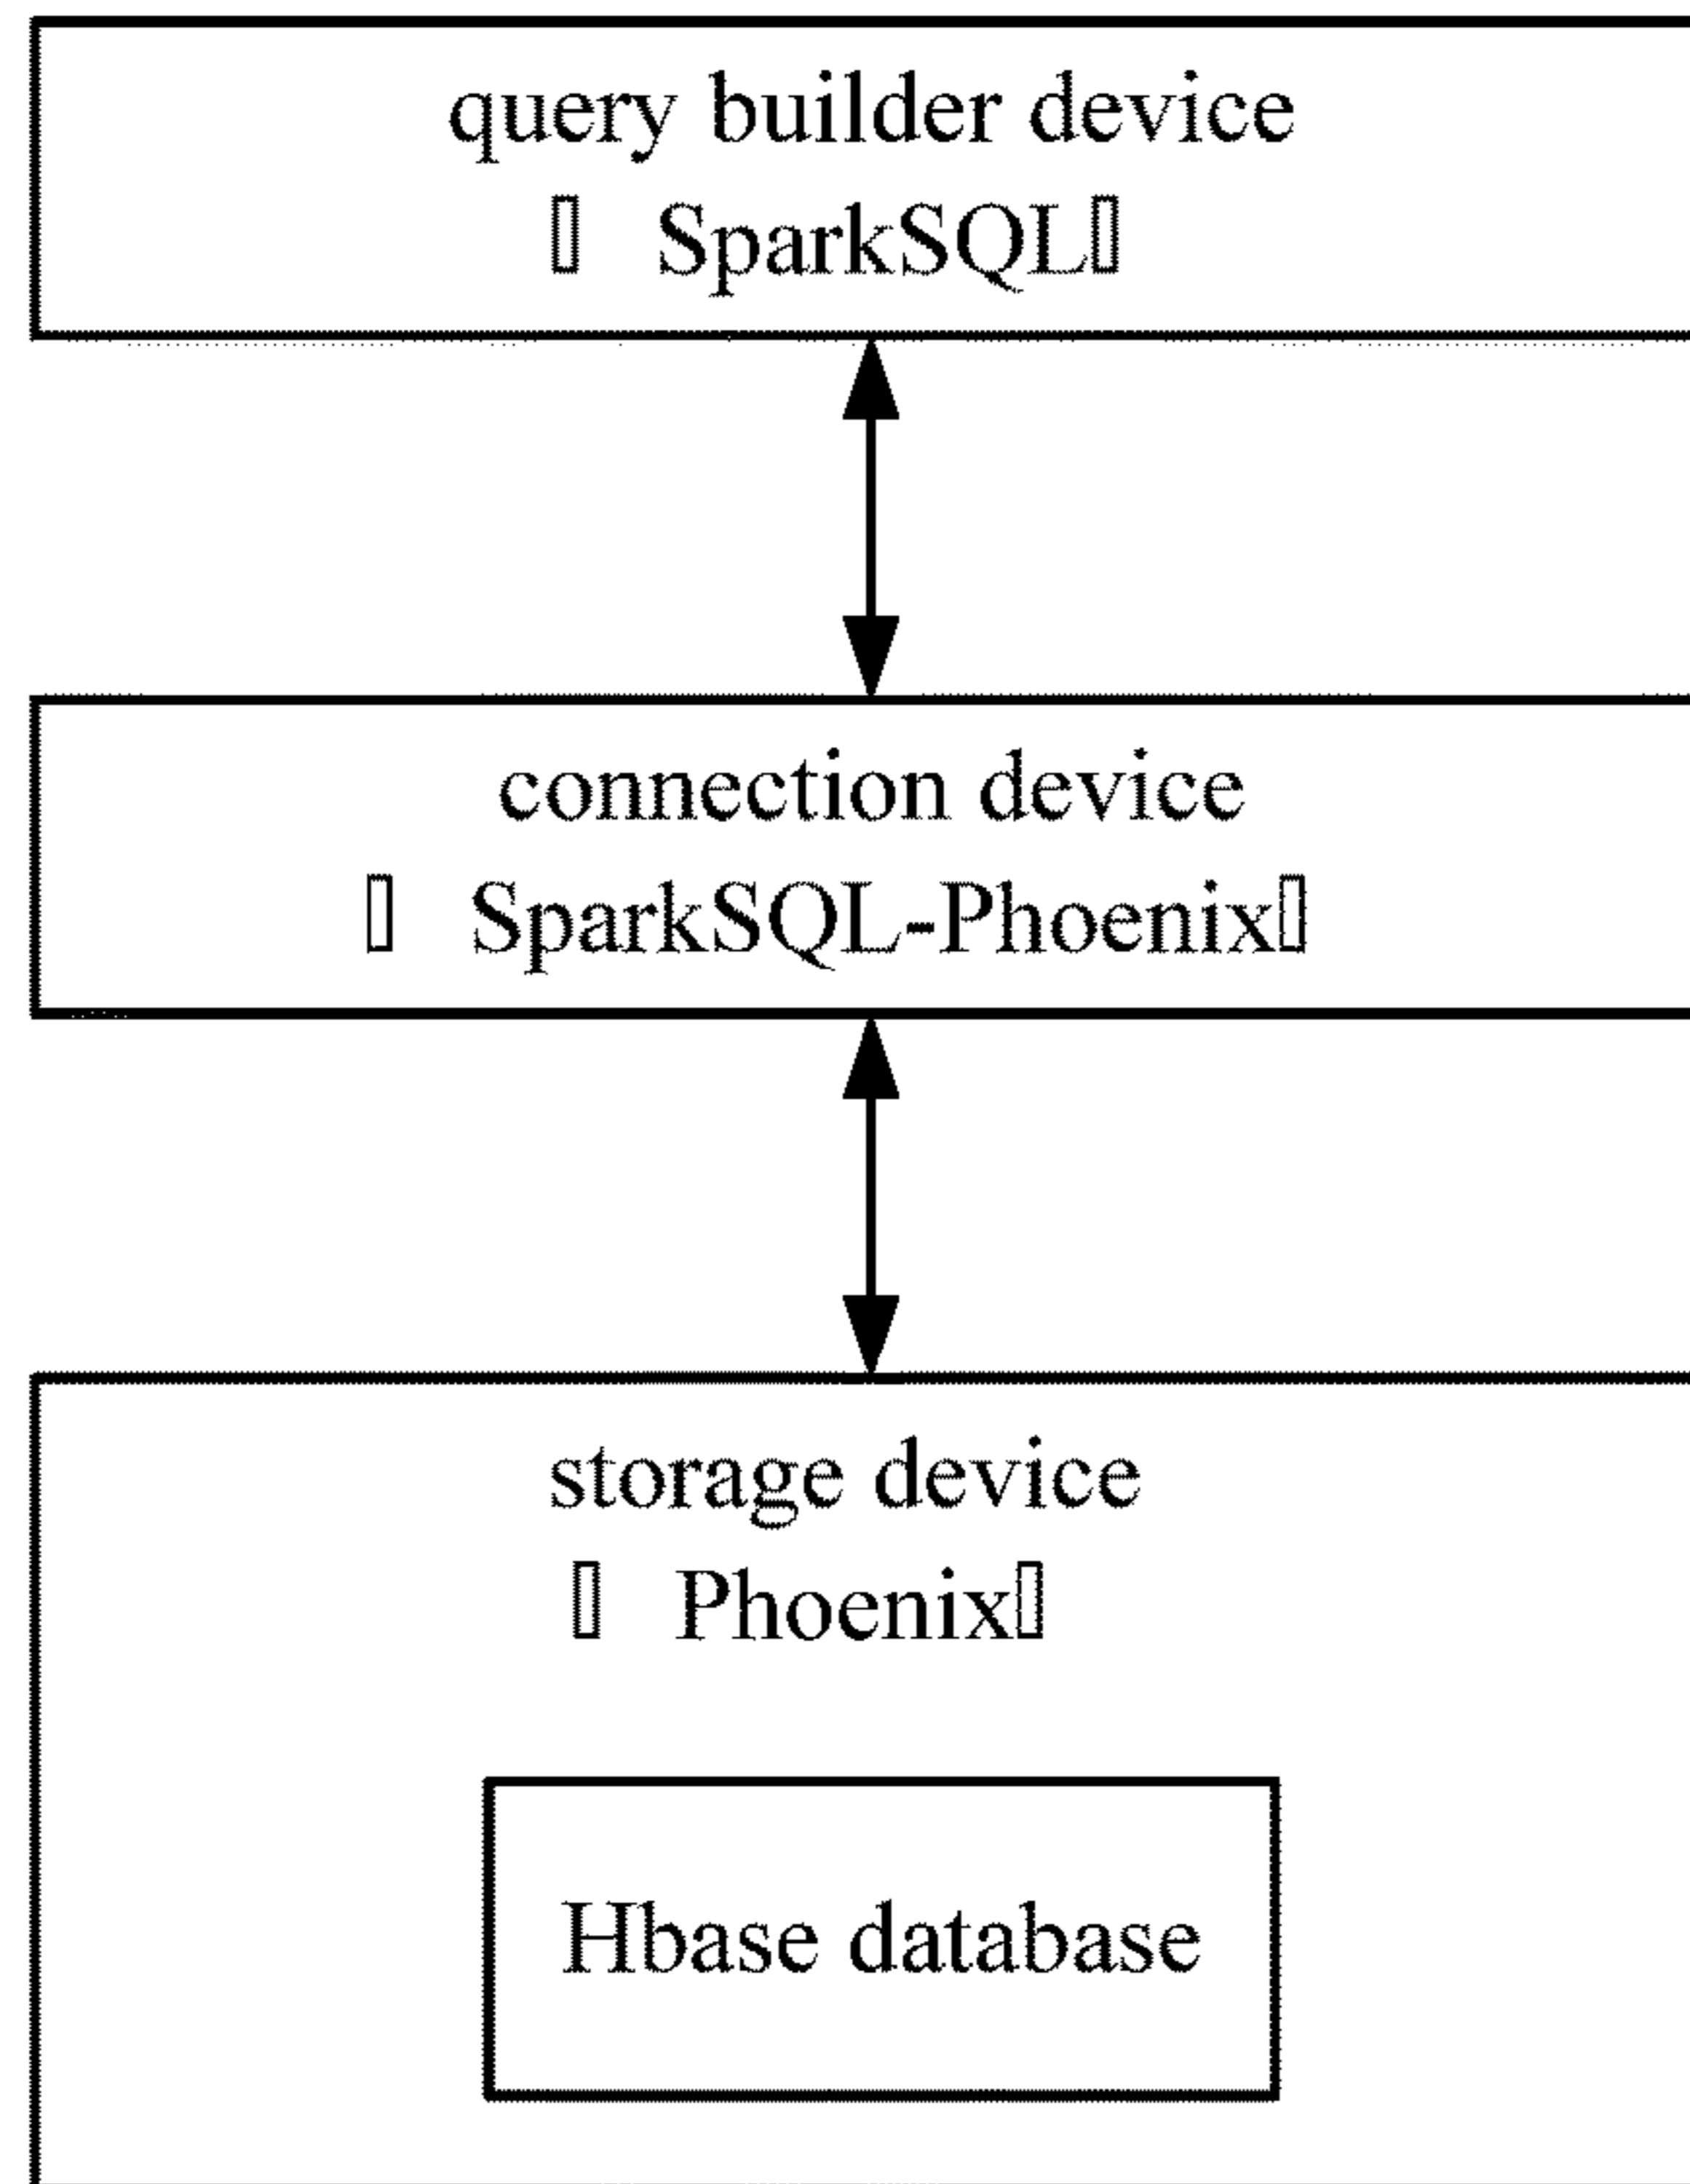 query builder device
▯ SparkSQL▯
connection device
▯ SparkSQL-Phoenix▯
storage device
▯ Phoenix▯
Hbase database